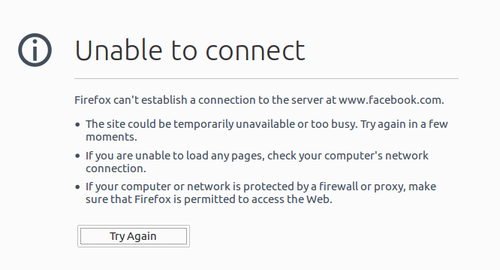 Unable to connect
Firefox can't establish a connection to the server at www.facebook.com.
• The site could be temporarily unavailable or too busy. Try again in a few
moments.
• If you are unable to load any pages, check your computer's network
connection.
• If your computer or network is protected by a firewall or proxy, make
sure that Firefox is permitted to access the Web.
Try Again